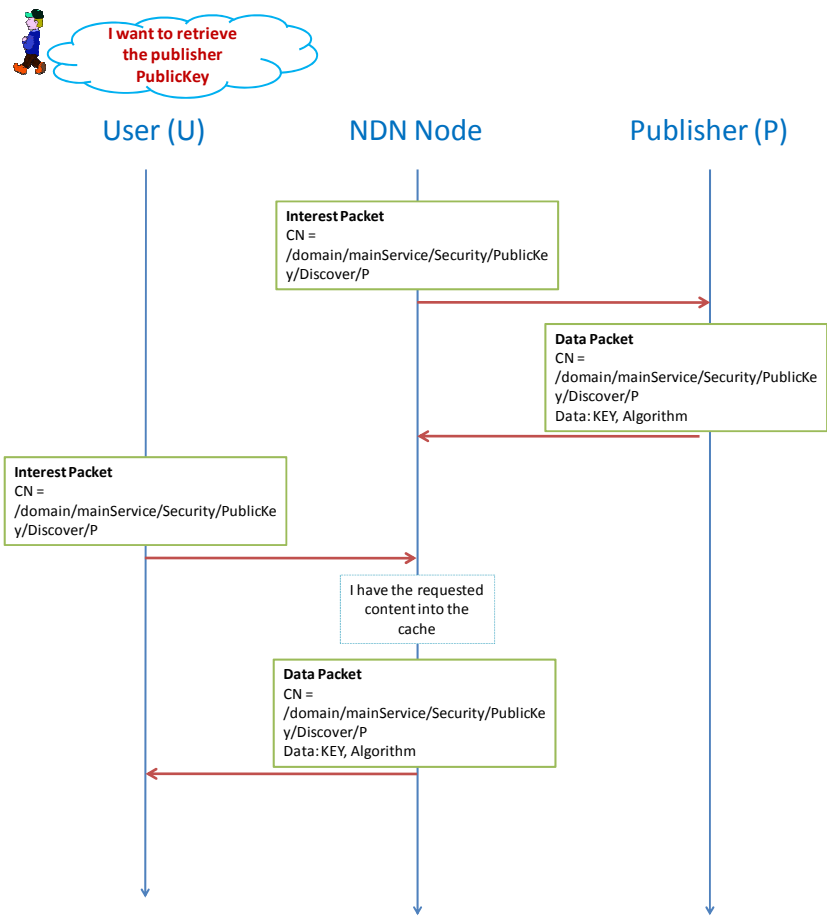 I want to retrieve
the publisher
PublicKey
User (U)
NDN Node
Publisher (P)
Interest Packet
CN =
/domain/mainService/Security/PublicKe
y/Discover/P
Data Packet
CN =
/domain/mainService/Security/PublicKe
y/Discover/P
Data: KEY, Algorithm
Interest Packet
CN =
/domain/mainService/Security/PublicKe
y/Discover/P
I have the requested
content into the
cache
Data Packet
CN =
/domain/mainService/Security/PublicKe
y/Discover/P
Data: KEY, Algorithm